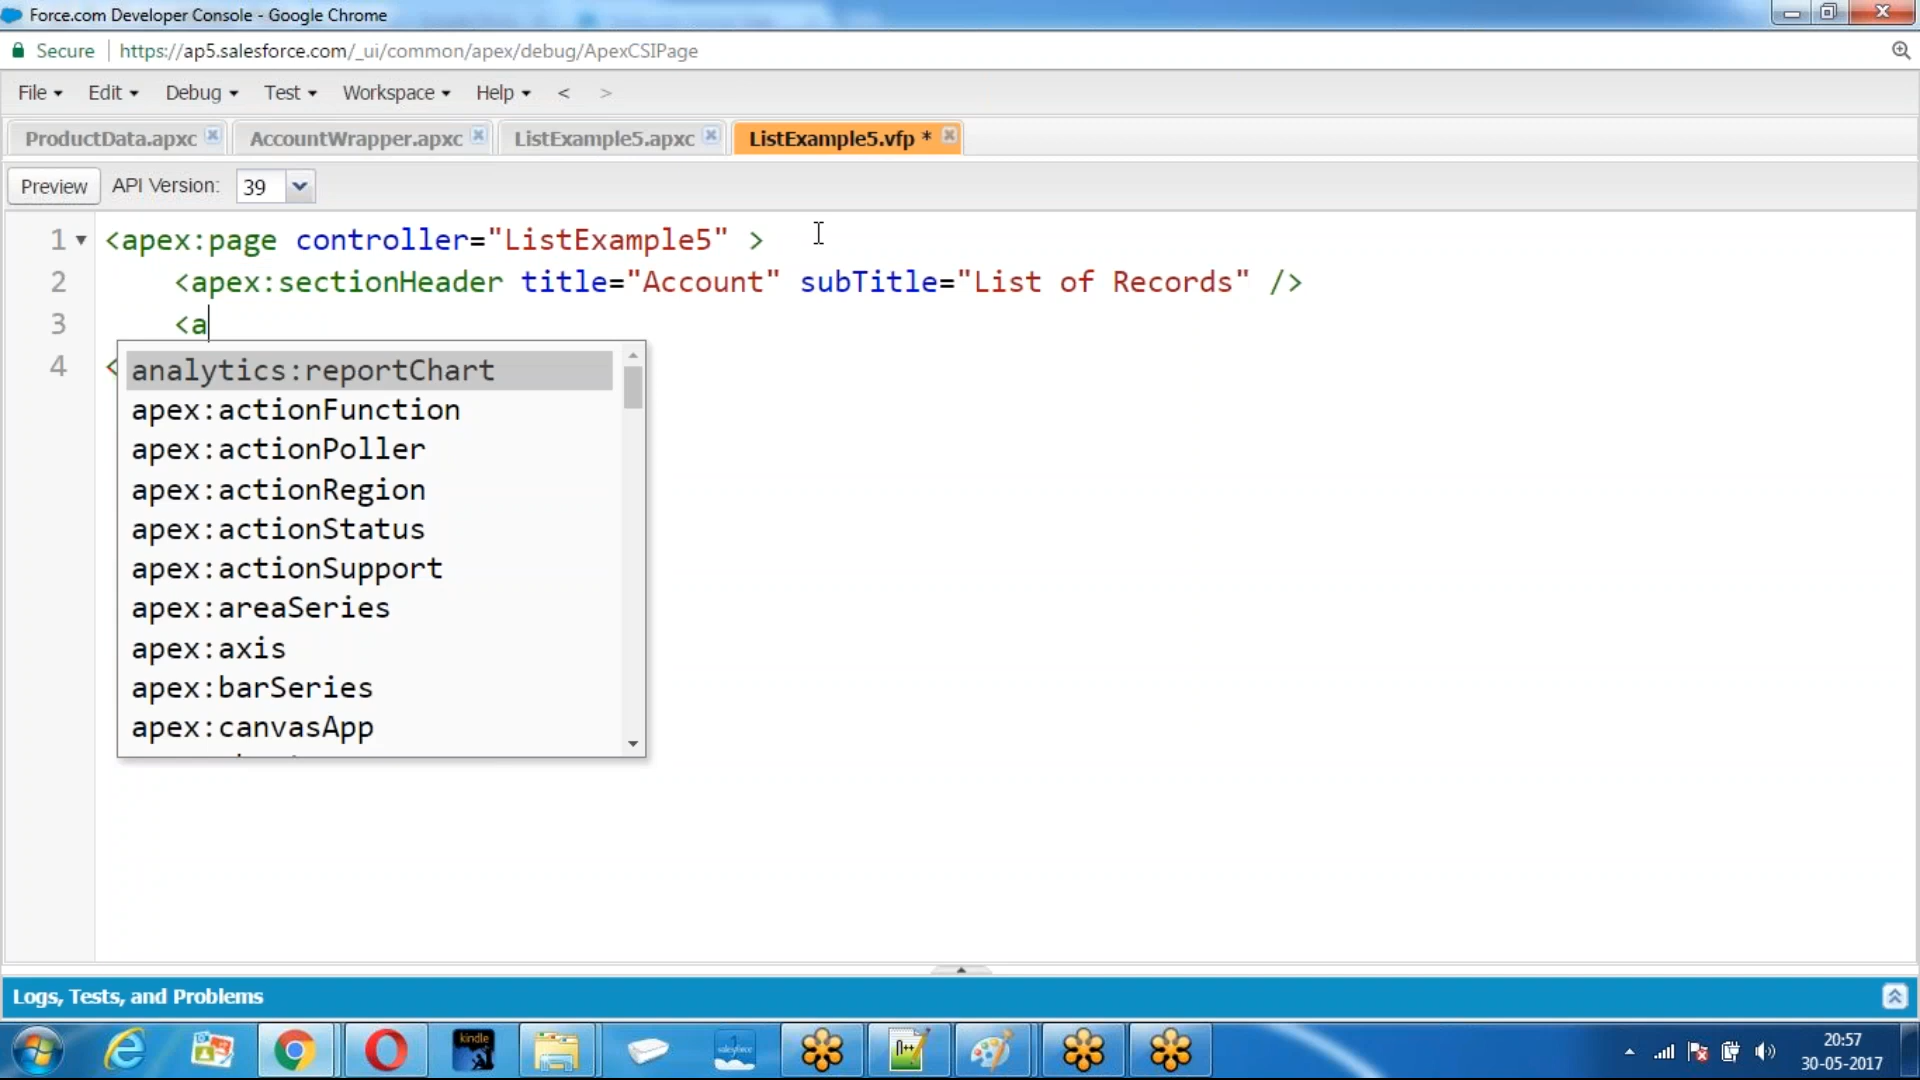 Force.com Developer Console - Google Chrome
Secure https://ap5.salesforce.com/_ui/common/apex/debug/ApexCSIPage
File Edit Debug Test Workspace Help < >
ProductData.apxc AccountWrapper.apxc ListExample5.apxc ListExample5.vfp *
Preview API Version: 39
1 <apex:page controller="ListExample5" >
2 <apex:sectionHeader title="Account" subTitle="List of Records" />
3 <a
4 <
analytics:reportChart
apex:actionFunction
apex:actionPoller
apex:actionRegion
apex:actionStatus
apex:actionSupport
apex:areaSeries
apex:axis
apex:barSeries
apex:canvasApp
Logs, Tests, and Problems
kindle
salesforce
20:57
30-05-2017